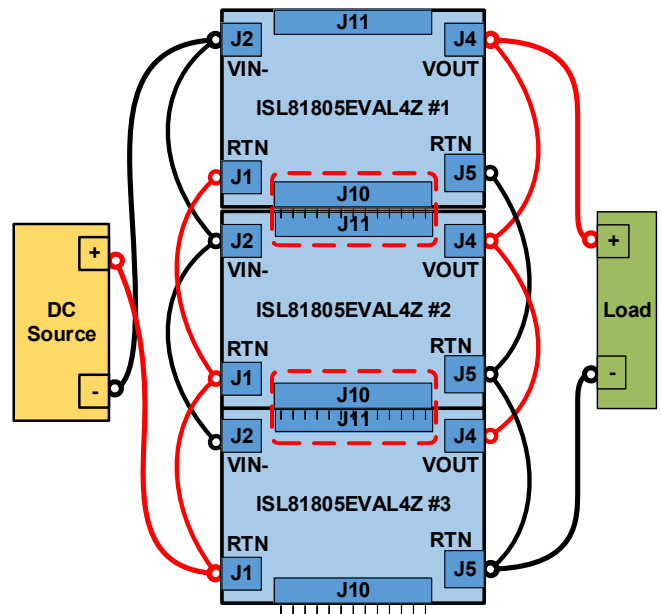 J11
J2
J4
VIN-
VOUT
ISL81805EVAL4Z #1
RTN
RTN
J1
J5
J10
J11
J2
J4
VIN-
VOUT
ISL81805EVAL4Z #2
RTN
RTN
J1
J5
J10
J11
J2
J4
VIN-
VOUT
ISL81805EVAL4Z #3
RTN
RTN
J1
J5
J10
+
DC
Source
-
+
Load
-